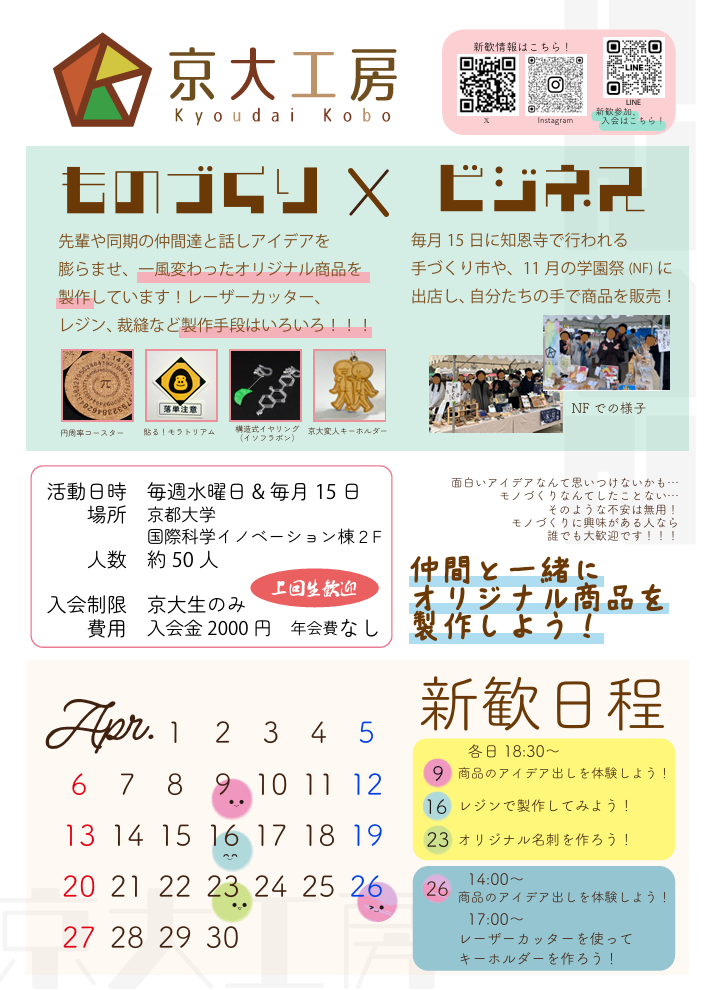 京大工房
Kyoudai Kobo
新歓情報はこちら！
X
Instagram
LINE
LINE
新歓参加、
入会はこちら！
ものづくり × ビジネス
先輩や同期の仲間達と話しアイデアを
膨らませ、一風変わったオリジナル商品を
製作しています！レーザーカッター、
レジン、裁縫など製作手段はいろいろ！！！
毎月 15 日に知恩寺で行われる
手づくり市や、11 月の学園祭 (NF) に
出店し、自分たちの手で商品を販売！
π
落単注意
円周率コースター
貼る！モラトリアム
構造式イヤリング
（イソフラボン）
京大変人キーホルダー
NF での様子
活動日時 毎週水曜日 & 毎月 15 日
場所 京都大学
国際科学イノベーション棟２F
人数 約 50 人
上回生歓迎
入会制限 京大生のみ
費用 入会金 2000 円 年会費なし
面白いアイデアなんて思いつけないかも…
モノづくりなんてしたことない…
そのような不安は無用！
モノづくりに興味がある人なら
誰でも大歓迎です！！！
仲間と一緒に
オリジナル商品を
製作しよう！
Apr. 1 2 3 4 5
6 7 8 9 10 11 12
13 14 15 16 17 18 19
20 21 22 23 24 25 26
27 28 29 30
新歓日程
各日 18:30～
9 商品のアイデア出しを体験しよう！
16 レジンで製作してみよう！
23 オリジナル名刺を作ろう！
26 14:00～
商品のアイデア出しを体験しよう！
17:00～
レーザーカッターを使って
キーホルダーを作ろう！
京大工房